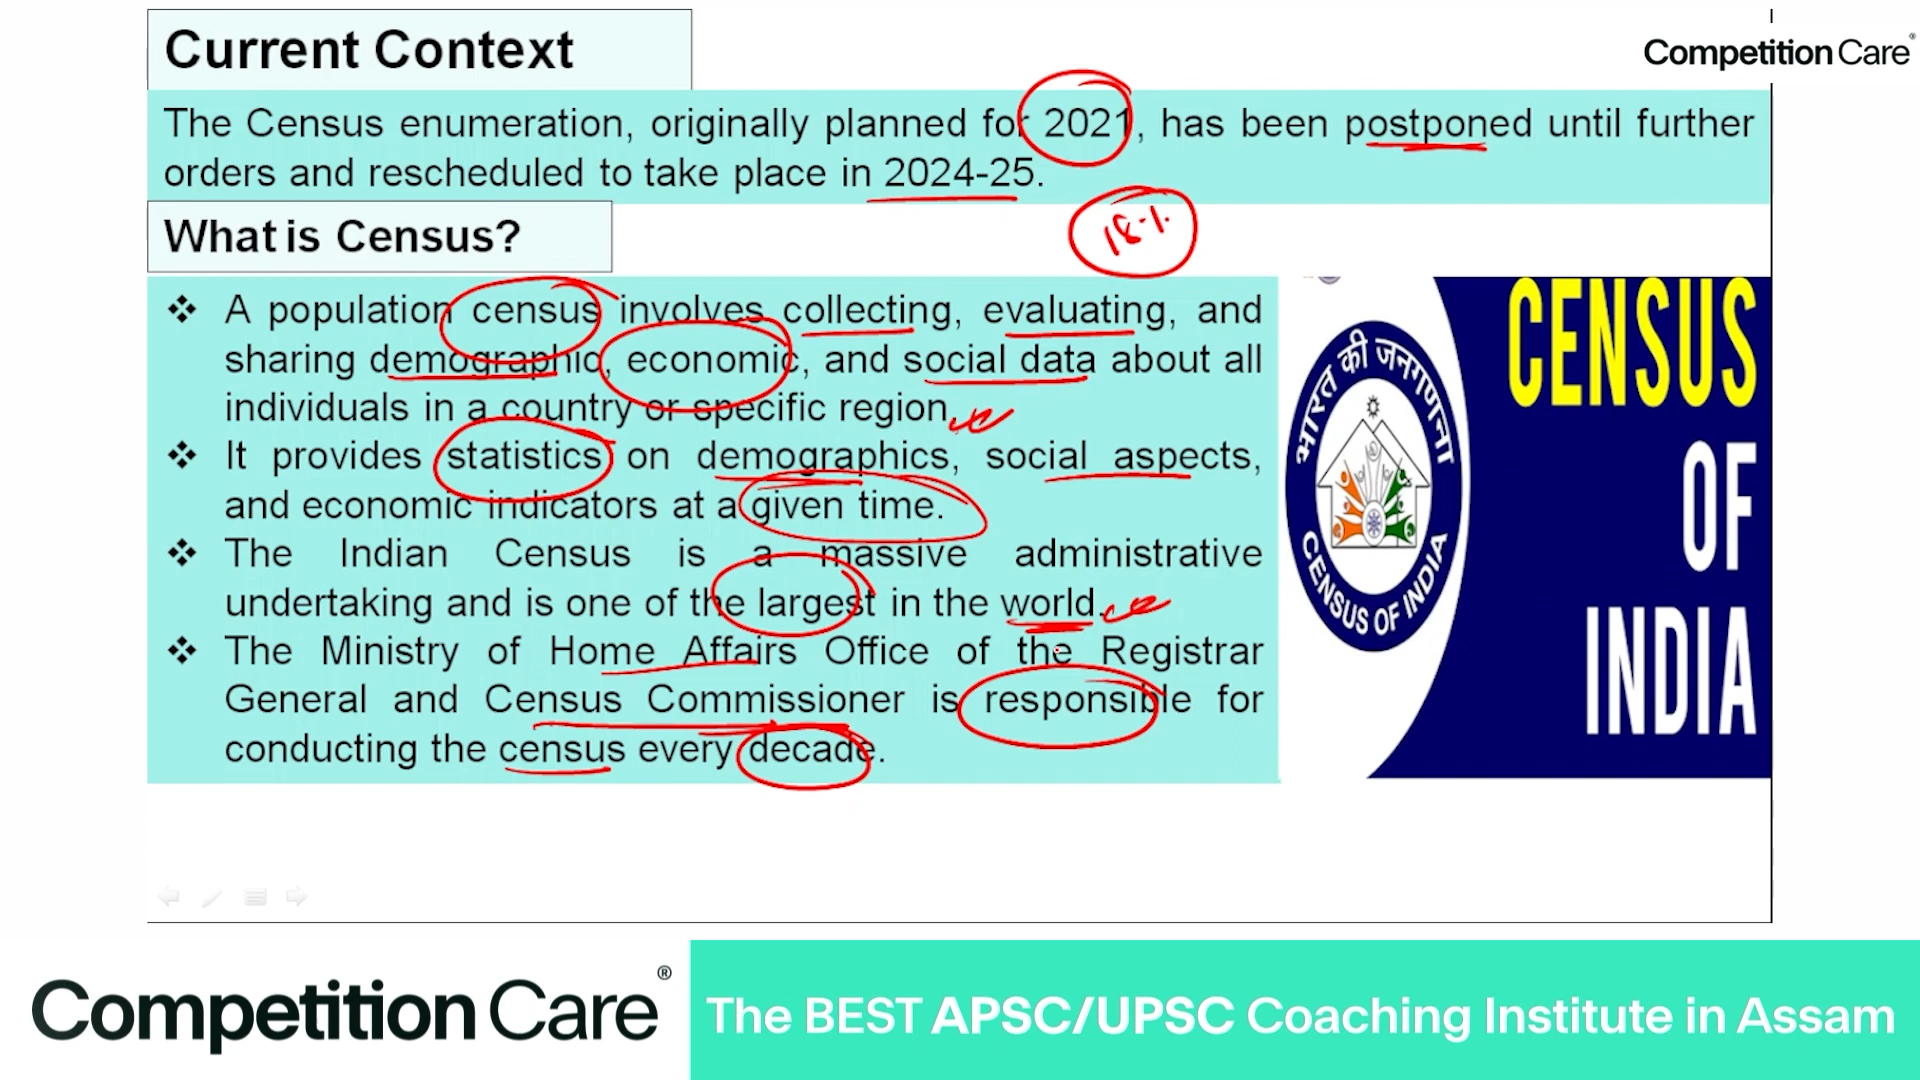 Current Context
Competition Care
The Census enumeration, originally planned for 2021, has been postponed until further
orders and rescheduled to take place in 2024-25.
What is Census?
18%
❖ A population census involves collecting, evaluating, and
sharing demographic, economic, and social data about all
individuals in a country or specific region.
❖ It provides statistics on demographics, social aspects,
and economic indicators at a given time.
❖ The Indian Census is a massive administrative
undertaking and is one of the largest in the world.
❖ The Ministry of Home Affairs Office of the Registrar
General and Census Commissioner is responsible for
conducting the census every decade.
भारत की जनगणना
CENSUS OF INDIA
CENSUS
OF
INDIA
Competition Care®
The BEST APSC/UPSC Coaching Institute in Assam